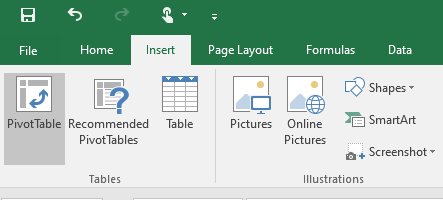 File Home Insert Page Layout Formulas Data
PivotTable Recommended PivotTables Table Pictures Online Pictures Shapes
SmartArt
Screenshot
Tables Illustrations